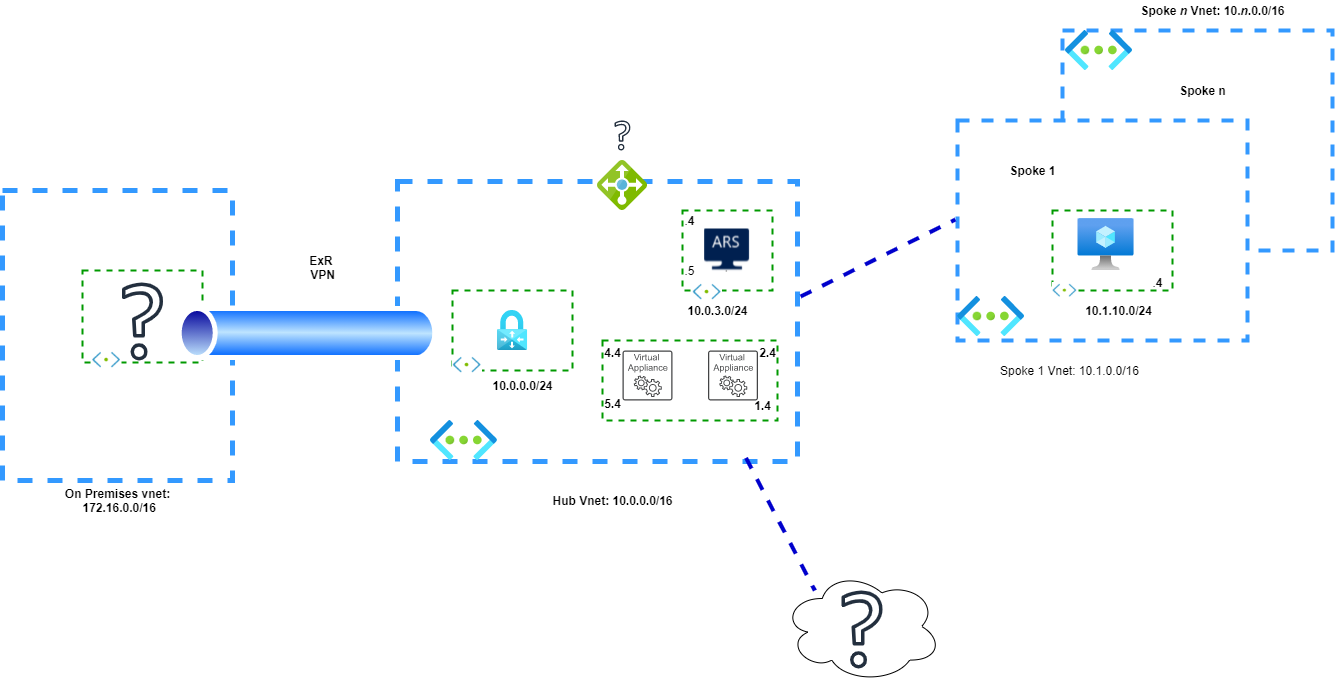 Spoke n Vnet: 10.n.0.0/16
Spoke n
?
Spoke 1
.4
ARS
.5
10.0.3.0/24
ExR
VPN
?
.4
10.1.10.0/24
4.4
Virtual
Appliance
5.4
Virtual
Appliance
2.4
1.4
10.0.0.0/24
Spoke 1 Vnet: 10.1.0.0/16
On Premises vnet:
172.16.0.0/16
Hub Vnet: 10.0.0.0/16
?